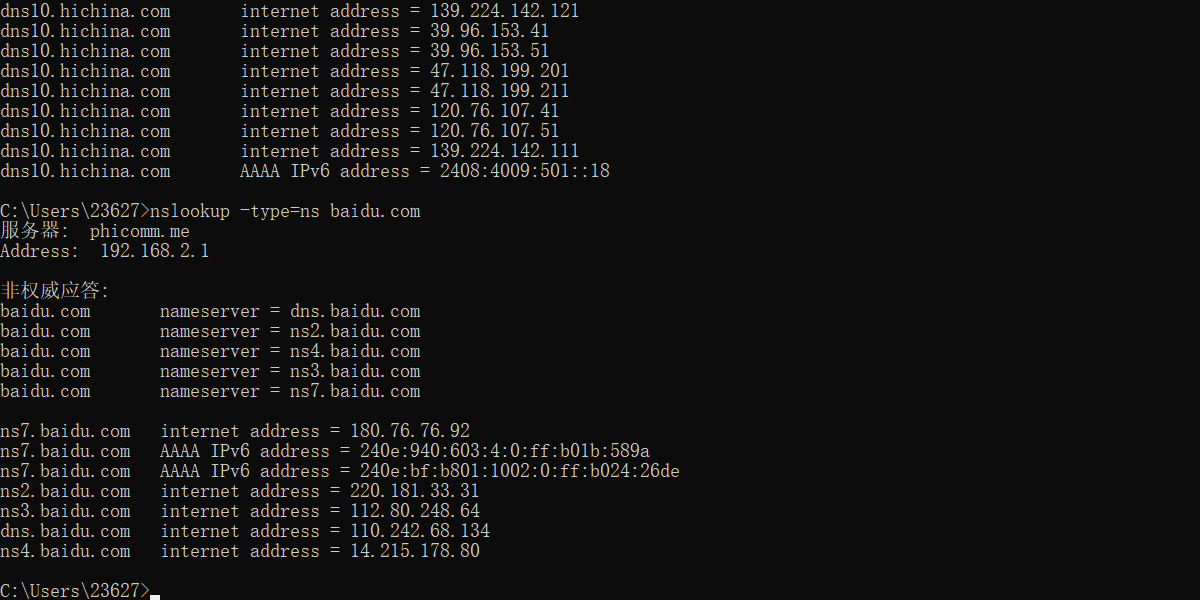 dns10.hichina.com       internet address = 139.224.142.121
dns10.hichina.com       internet address = 39.96.153.41
dns10.hichina.com       internet address = 39.96.153.51
dns10.hichina.com       internet address = 47.118.199.201
dns10.hichina.com       internet address = 47.118.199.211
dns10.hichina.com       internet address = 120.76.107.41
dns10.hichina.com       internet address = 120.76.107.51
dns10.hichina.com       internet address = 139.224.142.111
dns10.hichina.com       AAAA IPv6 address = 2408:4009:501::18
C:\Users\23627>nslookup -type=ns baidu.com
服务器:  phicomm.me
Address:  192.168.2.1
非权威应答:
baidu.com       nameserver = dns.baidu.com
baidu.com       nameserver = ns2.baidu.com
baidu.com       nameserver = ns4.baidu.com
baidu.com       nameserver = ns3.baidu.com
baidu.com       nameserver = ns7.baidu.com
ns7.baidu.com   internet address = 180.76.76.92
ns7.baidu.com   AAAA IPv6 address = 240e:940:603:4:0:ff:b01b:589a
ns7.baidu.com   AAAA IPv6 address = 240e:bf:b801:1002:0:ff:b024:26de
ns2.baidu.com   internet address = 220.181.33.31
ns3.baidu.com   internet address = 112.80.248.64
dns.baidu.com   internet address = 110.242.68.134
ns4.baidu.com   internet address = 14.215.178.80
C:\Users\23627>